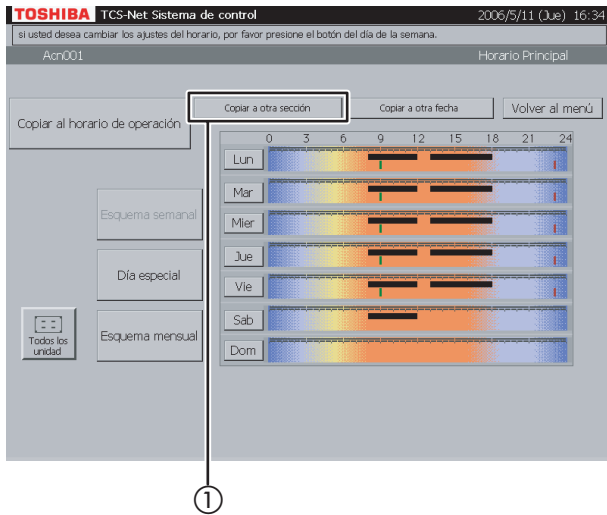 TOSHIBA TCS-Net Sistema de control 2006/5/11 (Jue) 16:34
si usted desea cambiar los ajustes del horario, por favor presione el botón del día de la semana.
Acn001 Horario Principal
Copiar al horario de operación
Copiar a otra sección
Copiar a otra fecha
Volver al menú
0 3 6 9 12 15 18 21 24
Lun
Mar
Mier
Jue
Vie
Sab
Dom
Esquema semanal
Día especial
Esquema mensual
Todos los
unidad
①